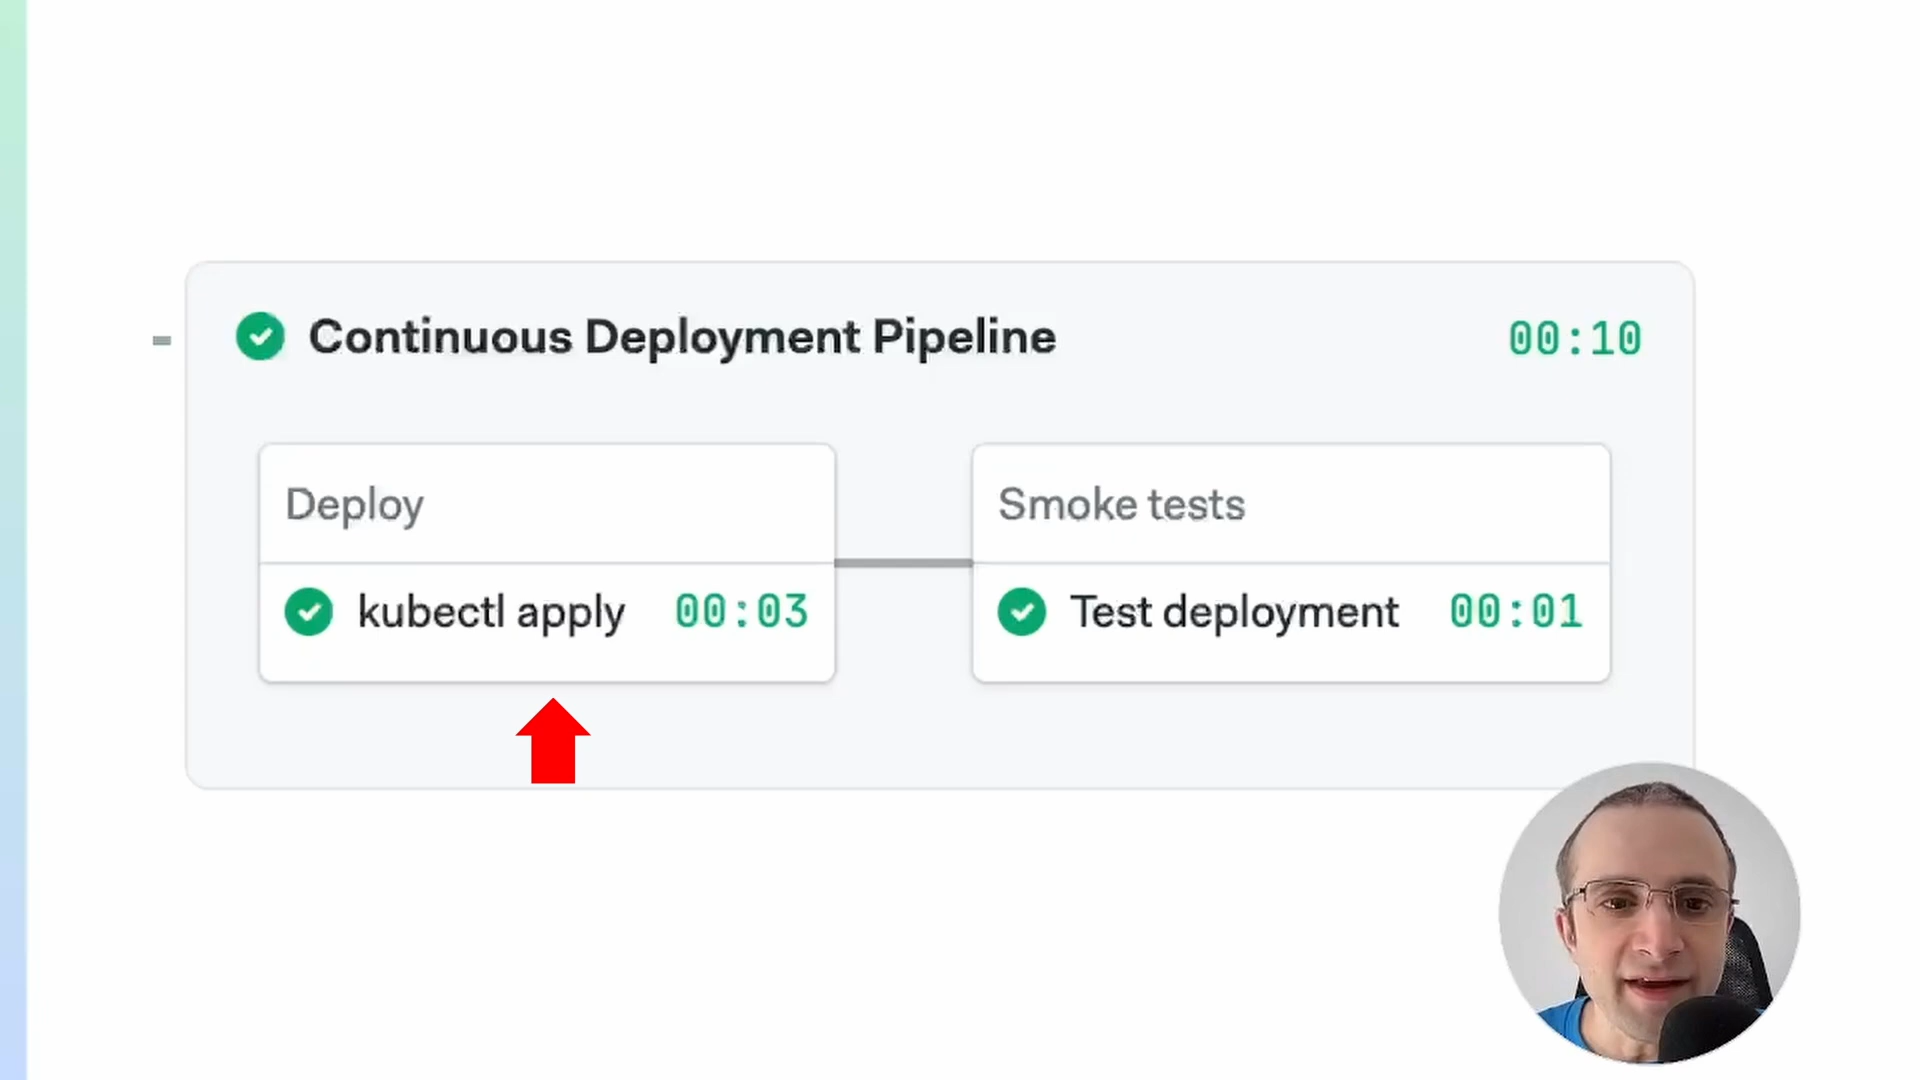 Continuous Deployment Pipeline 00:10
Deploy
kubectl apply 00:03
Smoke tests
Test deployment 00:01